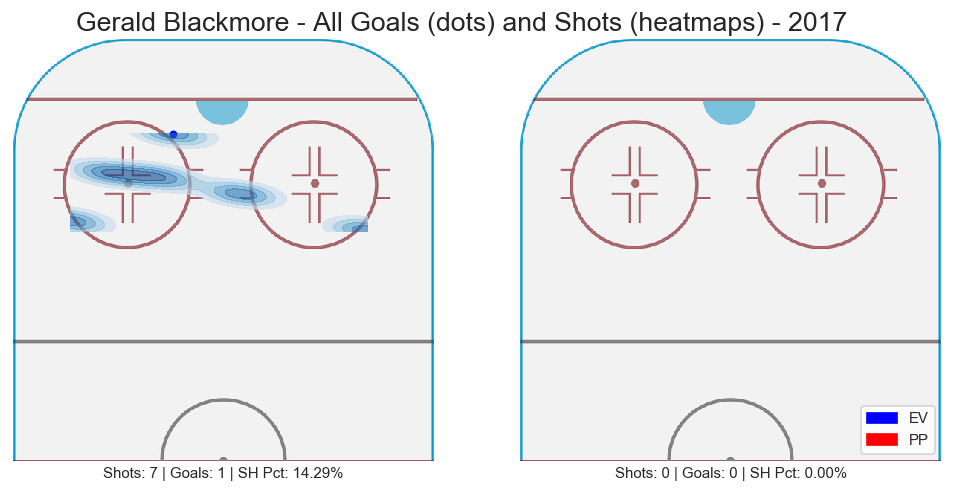 Gerald Blackmore - All Goals (dots) and Shots (heatmaps) - 2017
EV
PP
Shots: 7 | Goals: 1 | SH Pct: 14.29%
Shots: 0 | Goals: 0 | SH Pct: 0.00%